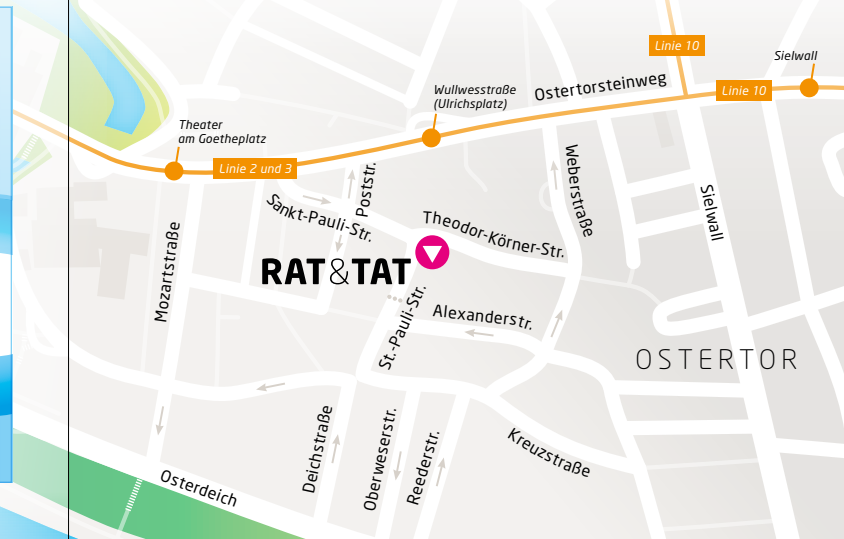 Linie 10
Sielwall
Wullwesstraße
(Ulrichsplatz)
Ostertorsteinweg
Linie 10
Theater
am Goetheplatz
Linie 2 und 3
Poststr.
Weberstraße
Sankt-Pauli-Str.
Theodor-Körner-Str.
Sielwall
Mozartstraße
RAT&TAT
St.-Pauli-Str.
Alexanderstr.
OSTERTOR
Deichstraße
Oberweserstr.
Reederstr.
Kreuzstraße
Osterdeich